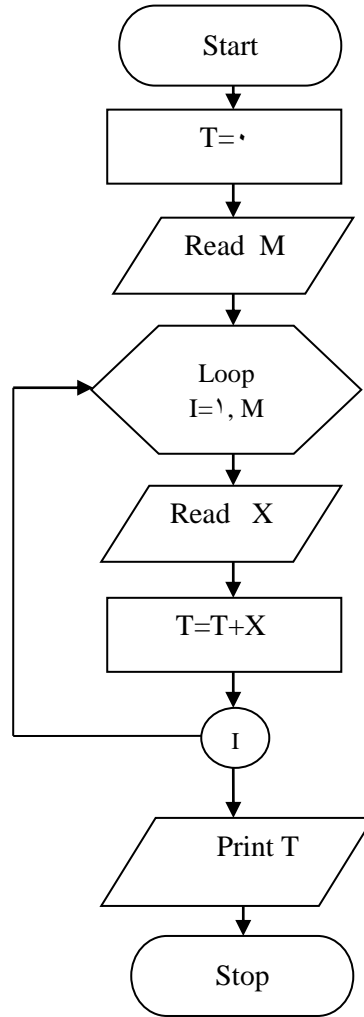 Start
T=٠
Read M
Loop
I=١, M
Read X
T=T+X
I
Print T
Stop